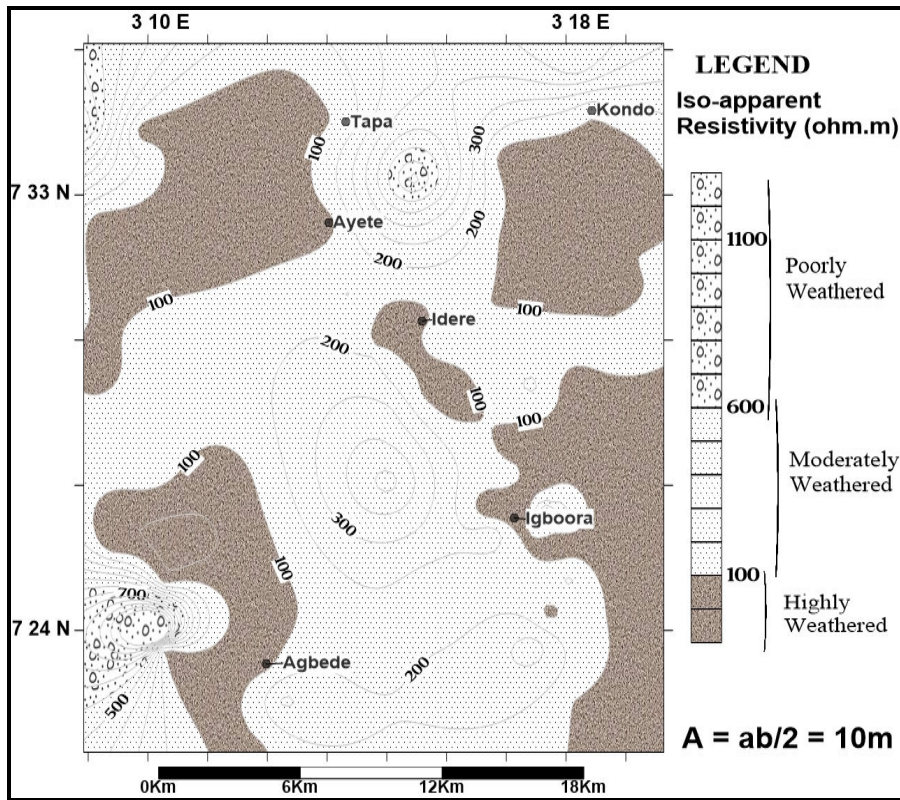 3 10 E
3 18 E
LEGEND
Iso-apparent
Resistivity (ohm.m)
Kondo
Tapa
300
100
7 33 N
Ayete
200
200
1100
Poorly
Weathered
100
100
Idere
200
100
100
600
100
Moderately
Weathered
300
Igboora
100
100
700
Highly
Weathered
7 24 N
Agbede
200
500
A = ab/2 = 10m
0Km
6Km
12Km
18Km